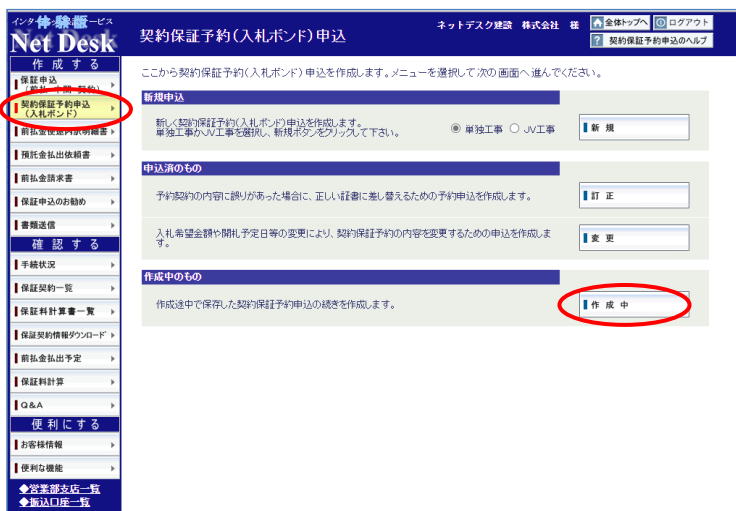 インターネットサービス
体験版
Net Desk
契約保証予約(入札ボンド)申込
ネットデスク建設 株式会社 様
全体トップへ
ログアウト
契約保証予約申込のヘルプ
作成する
保証申込
(前払・中間・契約)
契約保証予約申込
(入札ボンド)
前払金使途内訳明細書
預託金払出依頼書
前払金請求書
保証申込のお勧め
書類送信
確認する
手続状況
保証契約一覧
保証料計算書一覧
保証契約情報ダウンロード
前払金払出予定
保証料計算
Q&A
便利にする
お客様情報
便利な機能
◆営業部支店一覧
◆振込口座一覧
ここから契約保証予約(入札ボンド)申込を作成します。メニューを選択して次の画面へ進んでください。
新規申込
新しく契約保証予約(入札ボンド)申込を作成します。
単独工事かJV工事を選択し、新規ボタンをクリックして下さい。
単独工事 JV工事
新 規
申込済のもの
予約契約の内容に誤りがあった場合に、正しい証書に差し替えるための予約申込を作成します。
訂 正
入札希望金額や開札予定日等の変更により、契約保証予約の内容を変更するための申込を作成しま
す。
変 更
作成中のもの
作成途中で保存した契約保証予約申込の続きを作成します。
作 成 中